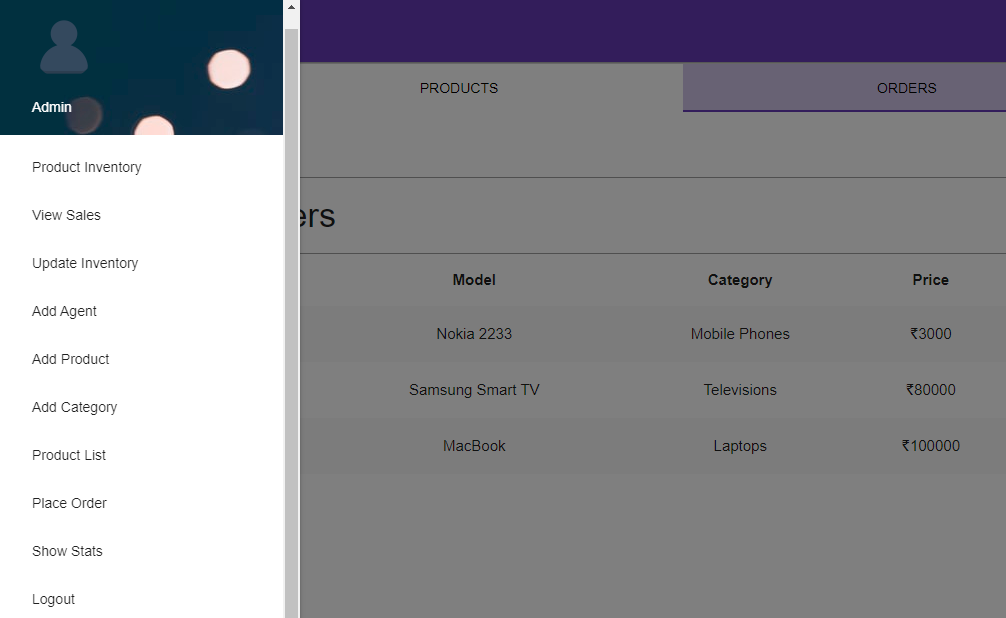 Admin
Product Inventory
View Sales
Update Inventory
Add Agent
Add Product
Add Category
Product List
Place Order
Show Stats
Logout
PRODUCTS ORDERS
Model Category Price
Nokia 2233 Mobile Phones ₹3000
Samsung Smart TV Televisions ₹80000
MacBook Laptops ₹100000